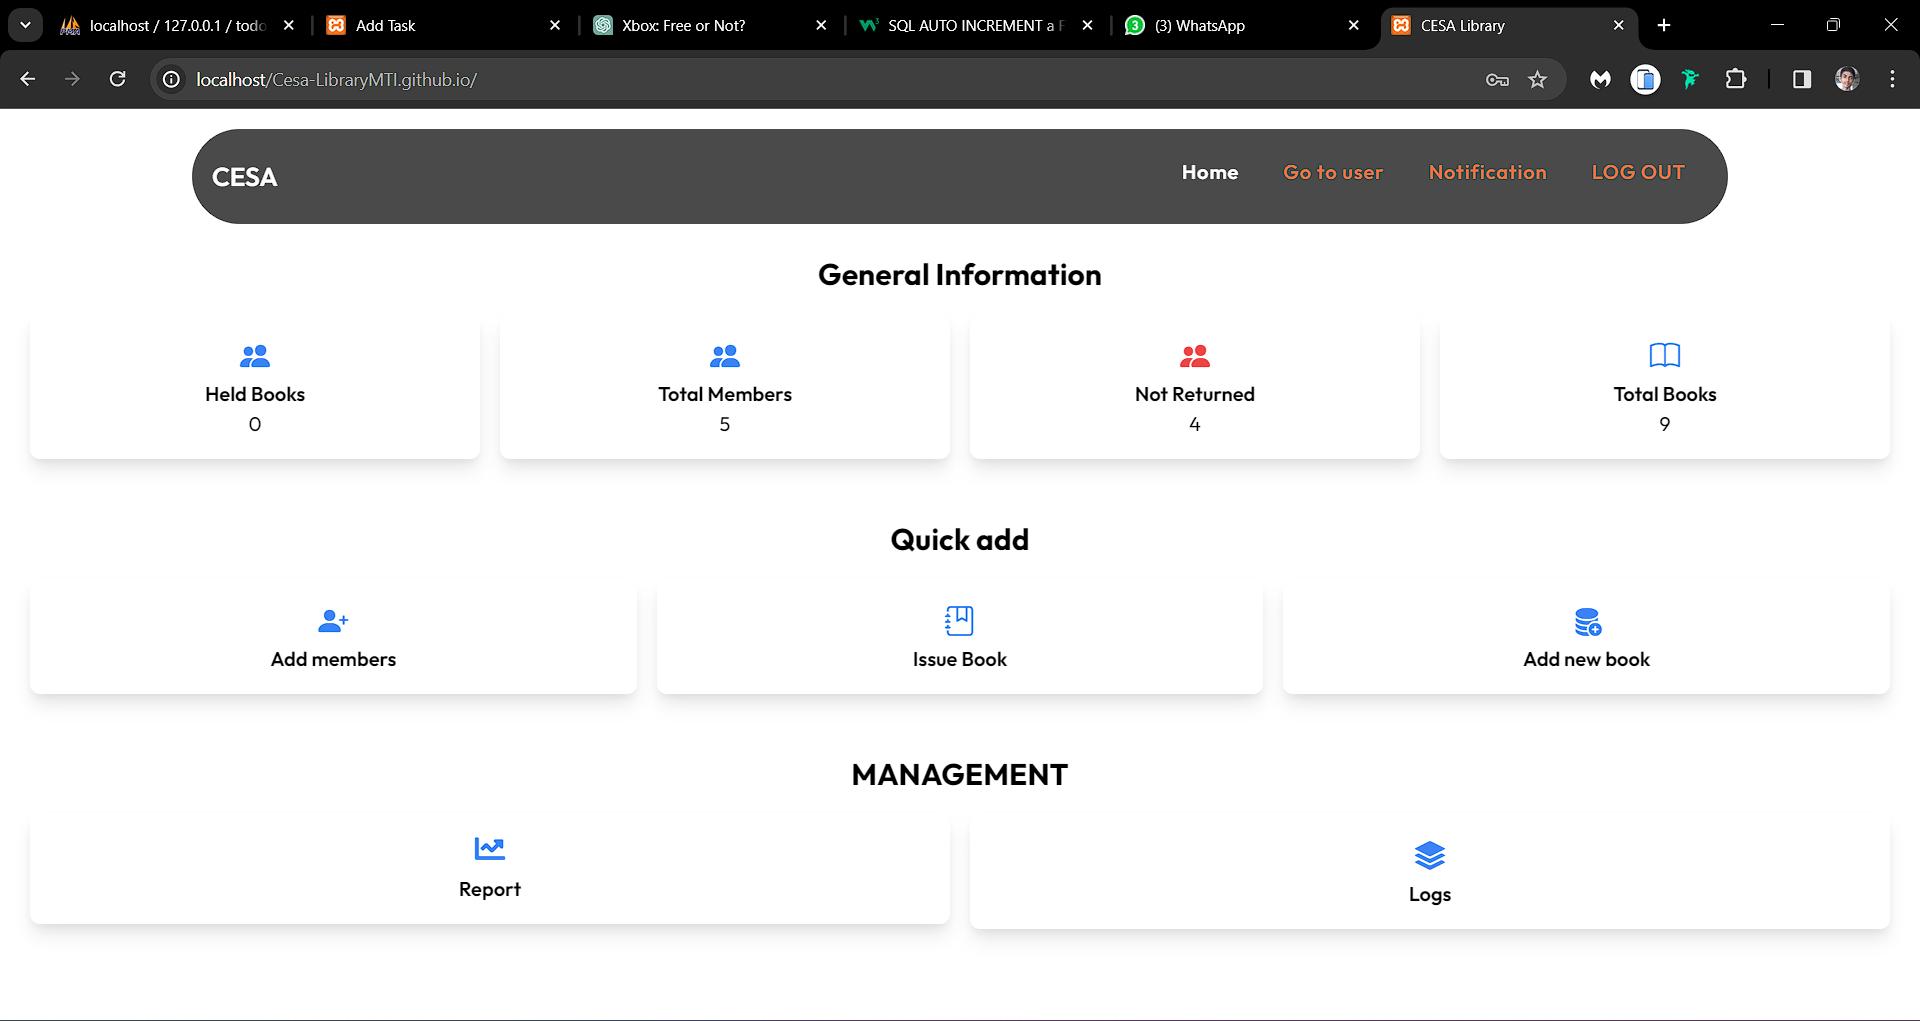 localhost / 127.0.0.1 / todo
Add Task
Xbox: Free or Not?
SQL AUTO INCREMENT a F
3
(3) WhatsApp
CESA Library
localhost/Cesa-LibraryMTI.github.io/
CESA
Home
Go to user
Notification
LOG OUT
General Information
Held Books
0
Total Members
5
Not Returned
4
Total Books
9
Quick add
Add members
Issue Book
Add new book
MANAGEMENT
Report
Logs